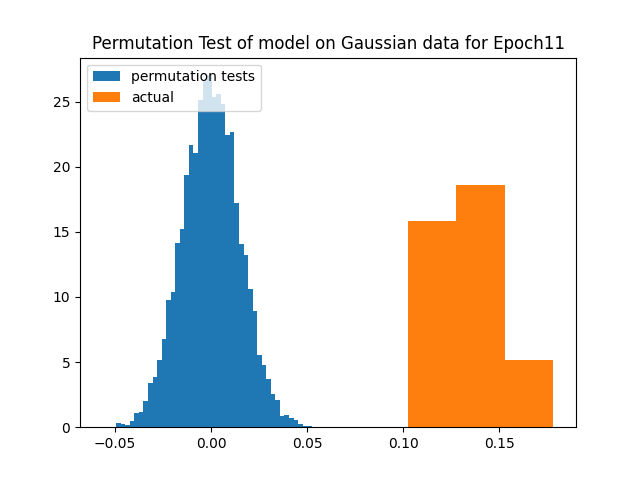 Permutation Test of model on Gaussian data for Epoch11
permutation tests
actual
25
20
15
10
5
0
−0.05 0.00 0.05 0.10 0.15